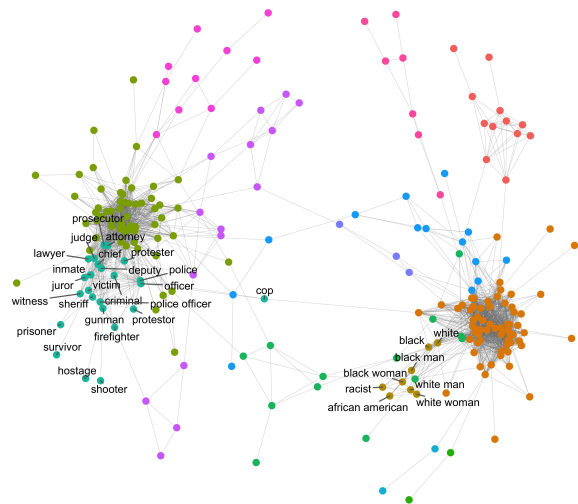 prosecutor
judge
attorney
lawyer
chief
protester
inmate
deputy
police
juror
victim
officer
witness
sheriff
criminal
police officer
cop
gunman
protestor
prisoner
firefighter
survivor
hostage
shooter
black
white
black man
black woman
racist
white man
african american
white woman